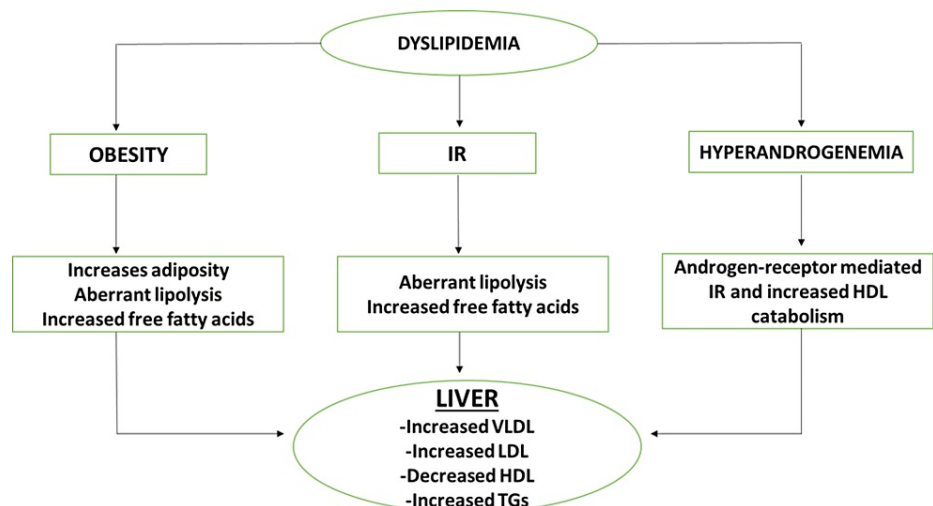 DYSLIPIDEMIA
OBESITY
IR
HYPERANDROGENEMIA
Increases adiposity
Aberrant lipolysis
Increased free fatty acids
Aberrant lipolysis
Increased free fatty acids
Androgen-receptor mediated
IR and increased HDL
catabolism
LIVER
-Increased VLDL
-Increased LDL
-Decreased HDL
-Increased TGs